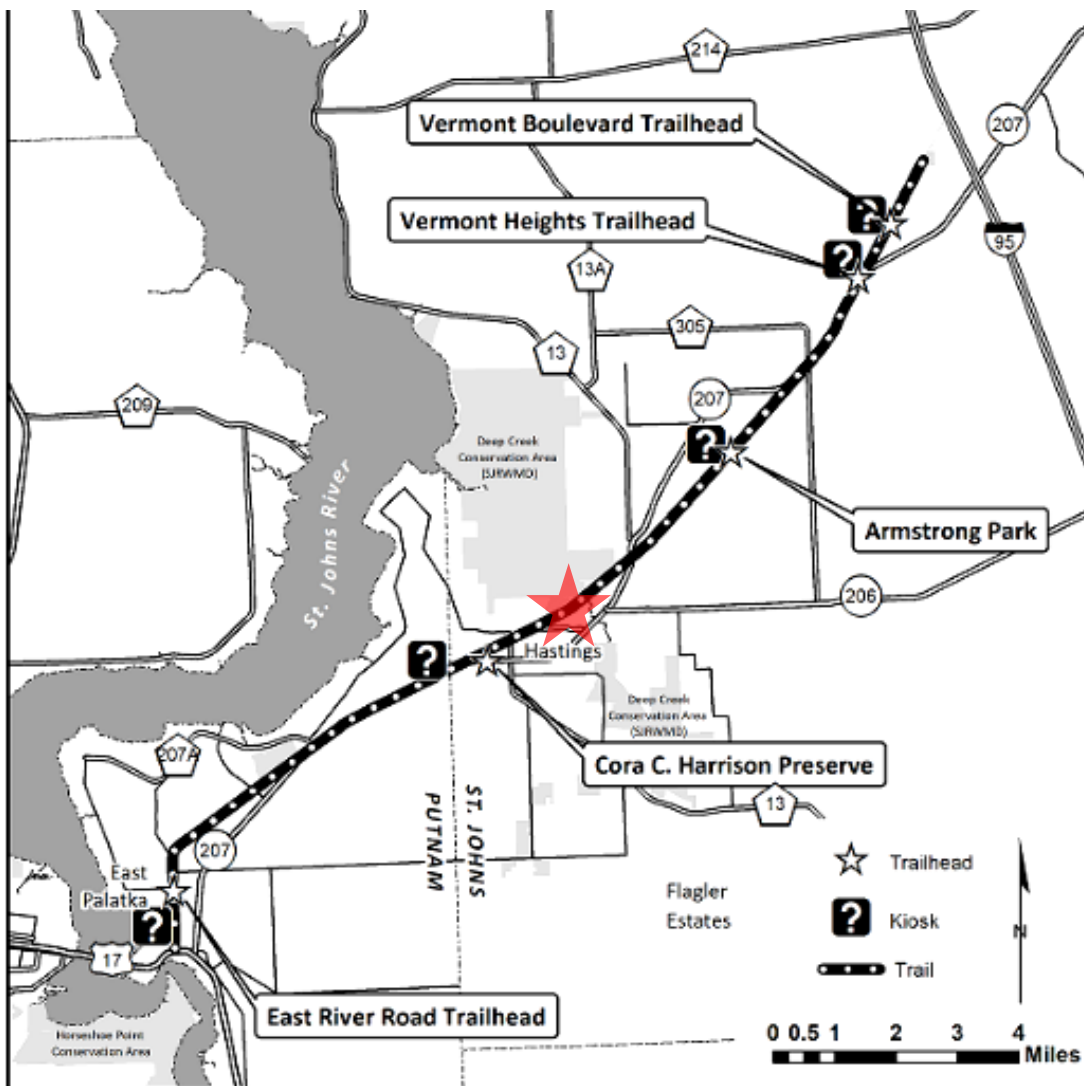 214
Vermont Boulevard Trailhead
207
Vermont Heights Trailhead
95
13A
305
13
209
207
Deep Creek
Conservation Area
(SJRWMD)
St. Johns River
Armstrong Park
206
Hastings
Deep Creek
Conservation Area
(SJRWMD)
207A
Cora C. Harrison Preserve
13
ST. JOHNS
PUTNAM
207
East
Palatka
Flagler
Estates
Trailhead
Kiosk
Trail
N
17
East River Road Trailhead
Horseshoe Point
Conservation Area
0 0.5 1 2 3 4
Miles
?
?
?
?
?
?